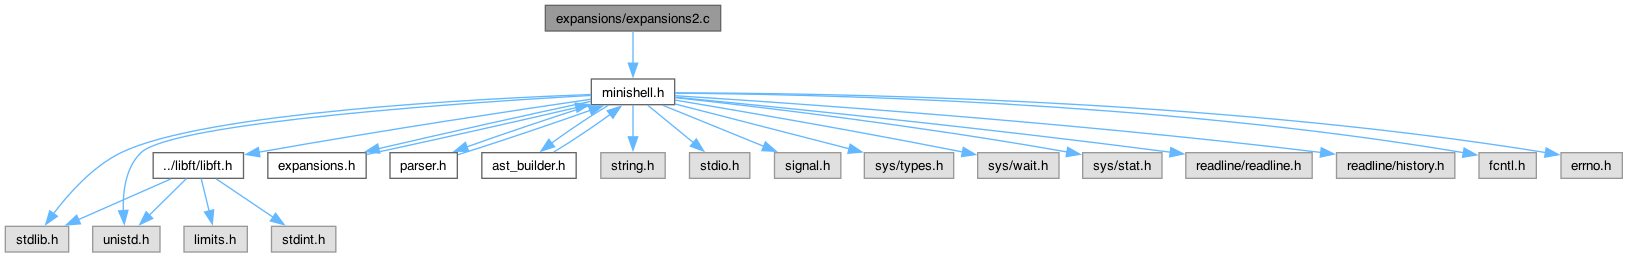 expansions/expansions2.c
minishell.h
../libft/libft.h
expansions.h
parser.h
ast_builder.h
string.h
stdio.h
signal.h
sys/types.h
sys/wait.h
sys/stat.h
readline/readline.h
readline/history.h
fcntl.h
errno.h
stdlib.h
unistd.h
limits.h
stdint.h